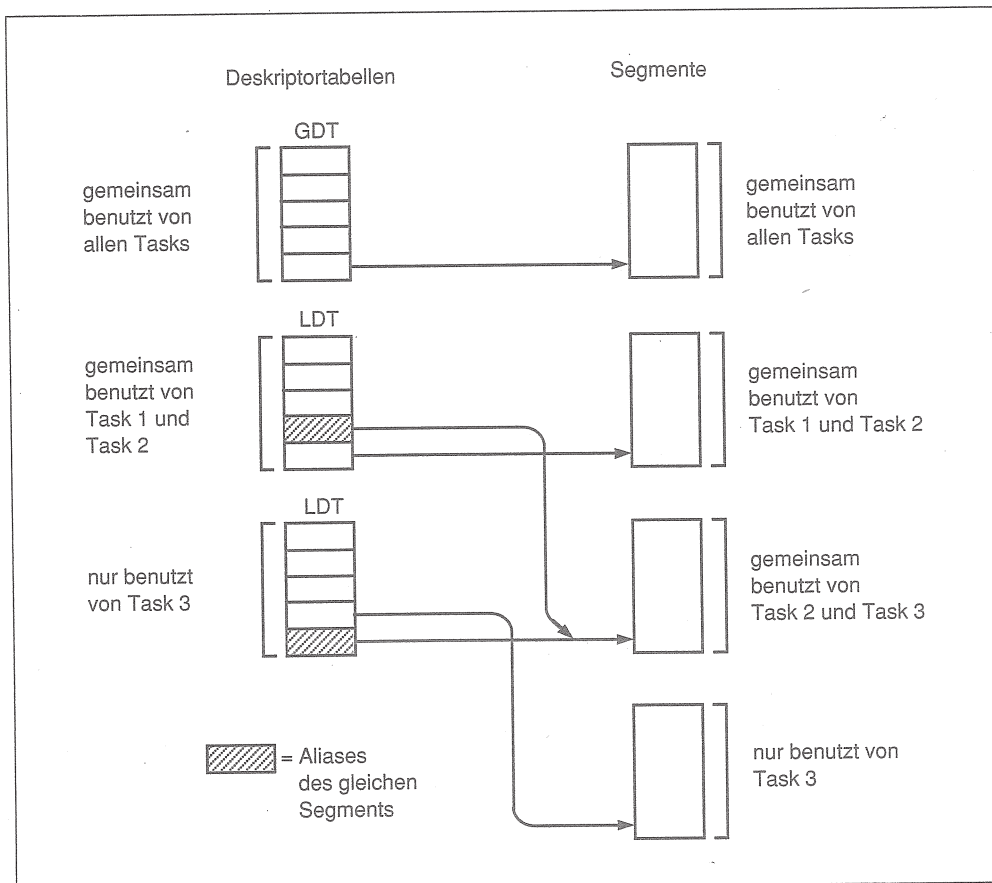 Deskriptortabellen
Segmente
GDT
gemeinsam
benutzt von
allen Tasks
gemeinsam
benutzt von
allen Tasks
LDT
gemeinsam
benutzt von
Task 1 und
Task 2
gemeinsam
benutzt von
Task 1 und Task 2
LDT
nur benutzt
von Task 3
gemeinsam
benutzt von
Task 2 und Task 3
= Aliases
des gleichen
Segments
nur benutzt von
Task 3